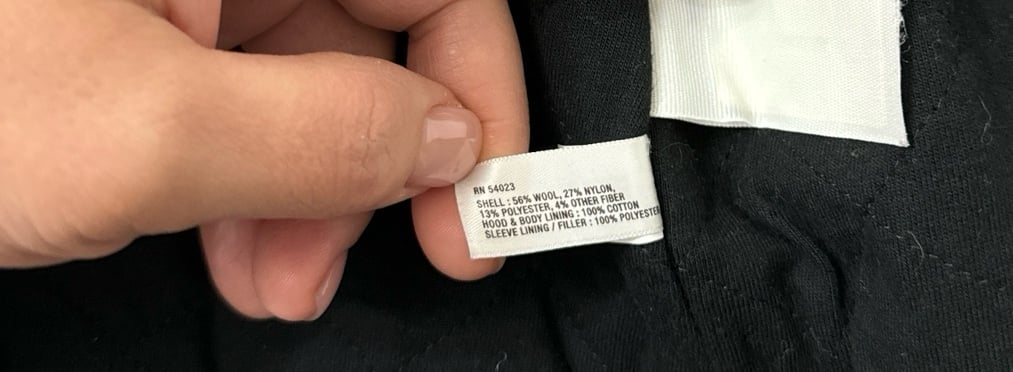 RN 54023
SHELL : 56% WOOL, 27% NYLON,
13% POLYESTER, 4% OTHER FIBER
HOOD & BODY LINING : 100% COTTON
SLEEVE LINING / FILLER : 100% POLYESTER